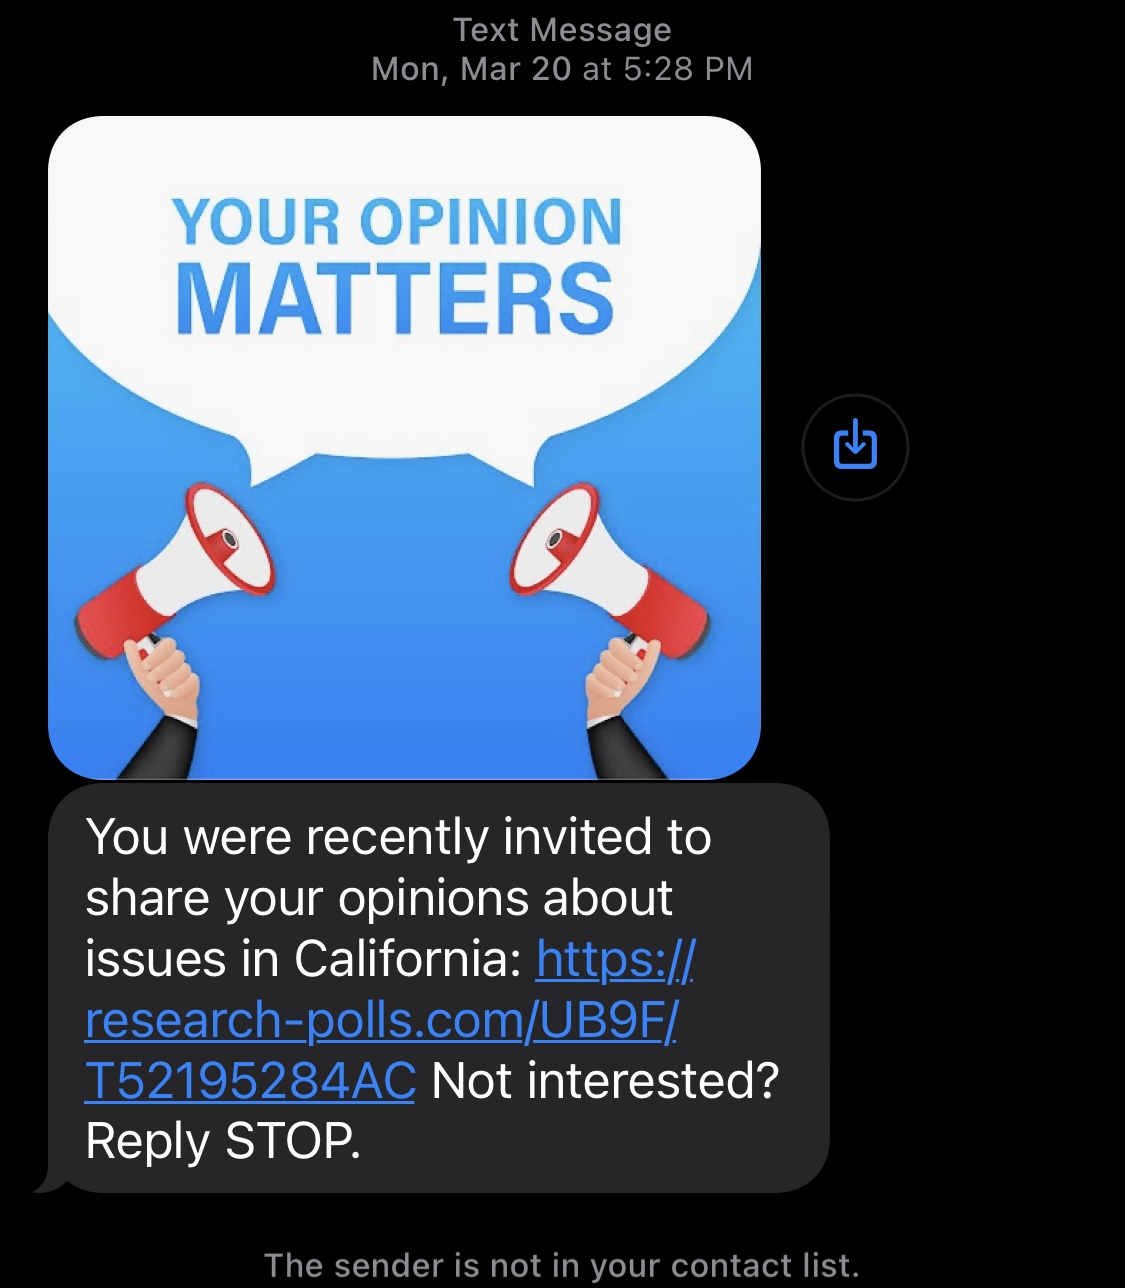 Text Message
Mon, Mar 20 at 5:28 PM
YOUR OPINION
MATTERS
You were recently invited to
share your opinions about
issues in California: https://
research-polls.com/UB9F/
T52195284AC Not interested?
Reply STOP.
The sender is not in your contact list.